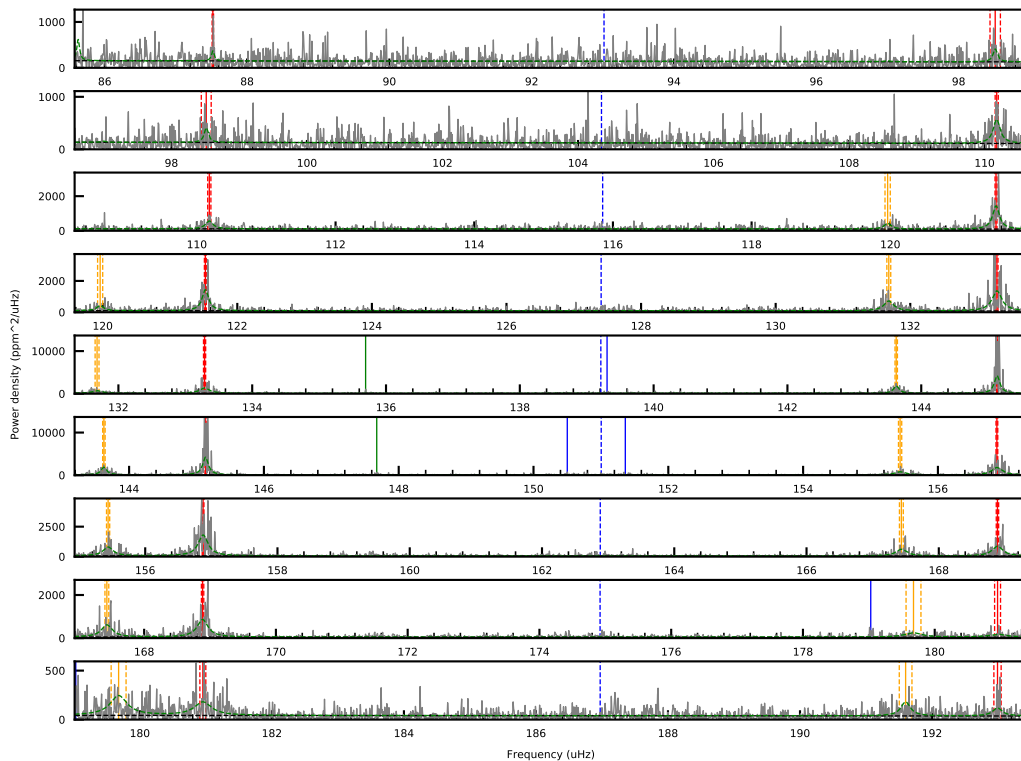 1000
0
86 88 90 92 94 96 98
1000
0
98 100 102 104 106 108 110
2000
0
110 112 114 116 118 120
2000
0
120 122 124 126 128 130 132
10000
0
132 134 136 138 140 142 144
10000
0
144 146 148 150 152 154 156
2500
0
156 158 160 162 164 166 168
2000
0
168 170 172 174 176 178 180
500
250
0
180 182 184 186 188 190 192
Power density (ppm^2/uHz)
Frequency (uHz)